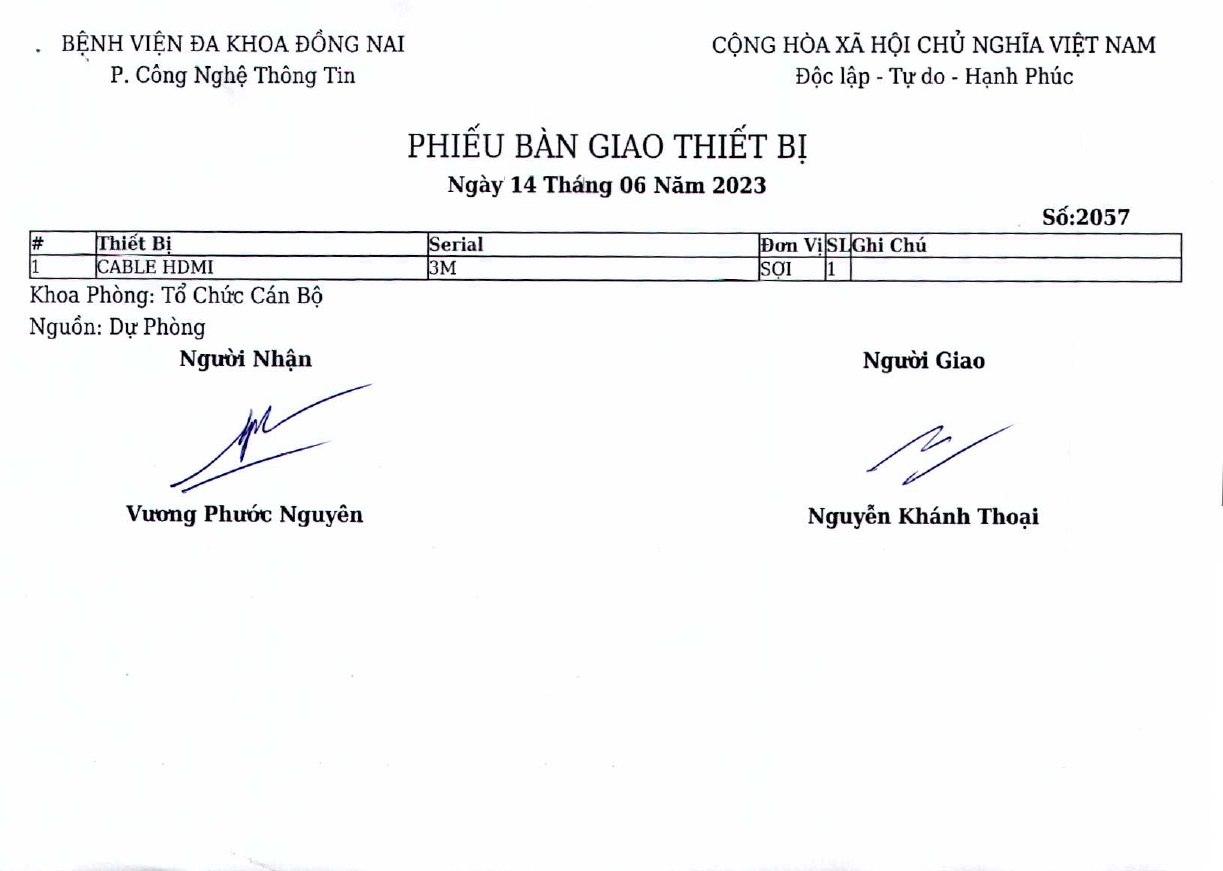 BỆNH VIỆN ĐA KHOA ĐỒNG NAI
P. Công Nghệ Thông Tin
CỘNG HÒA XÃ HỘI CHỦ NGHĨA VIỆT NAM
Độc lập - Tự do - Hạnh Phúc
PHIẾU BÀN GIAO THIẾT BỊ
Ngày 14 Tháng 06 Năm 2023
Số:2057
# Thiết Bị Serial Đơn Vị SL Ghi Chú
1 CABLE HDMI 3M SỢI 1
Khoa Phòng: Tổ Chức Cán Bộ
Nguồn: Dự Phòng
Người Nhận Người Giao
Vương Phước Nguyên Nguyễn Khánh Thoại